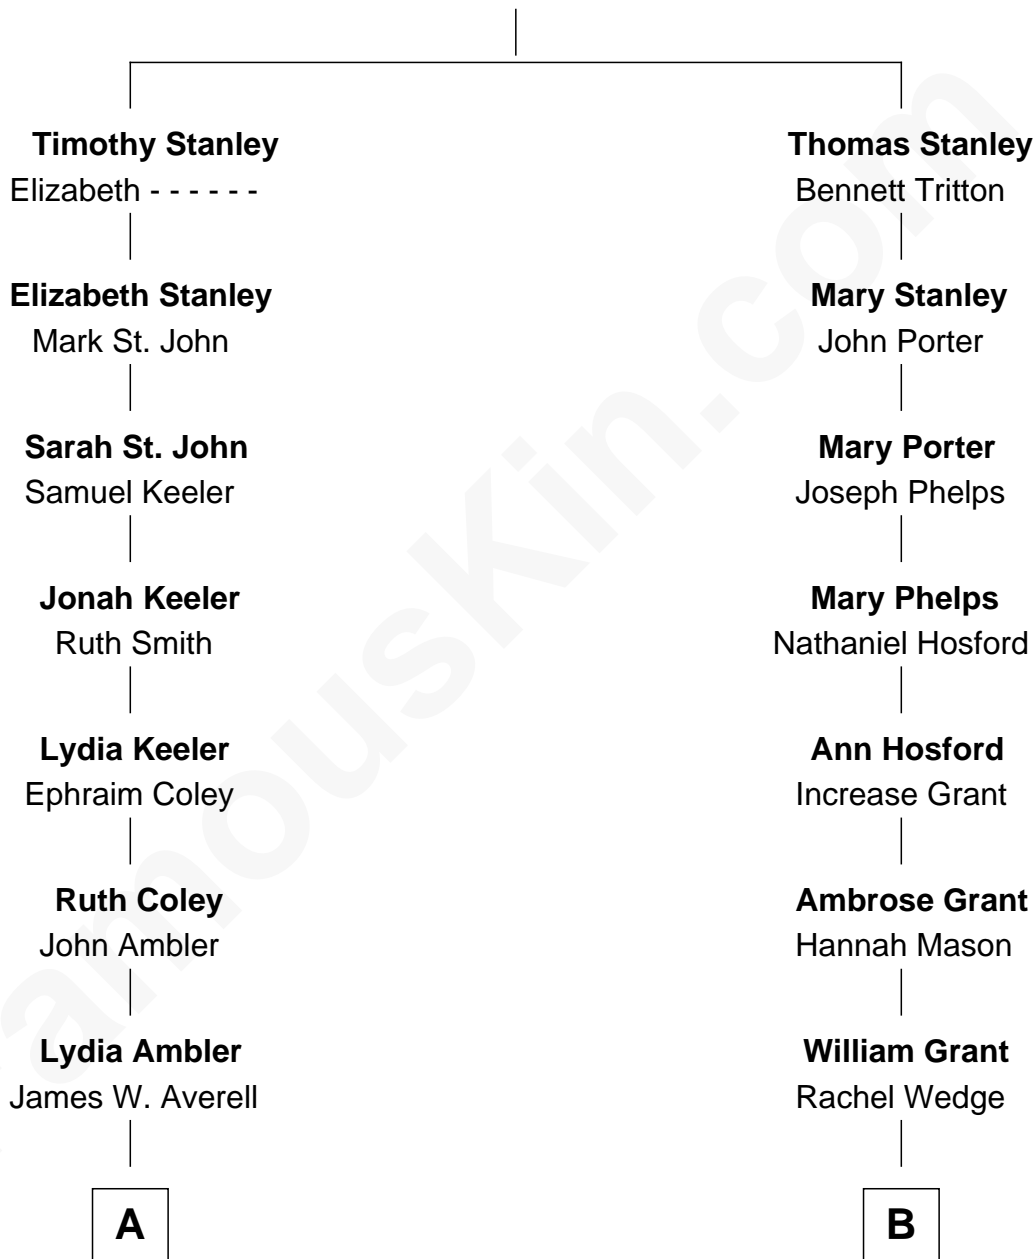 Timothy Stanley
Elizabeth - - - - - -
Elizabeth Stanley
Mark St. John
Sarah St. John
Samuel Keeler
Jonah Keeler
Ruth Smith
Lydia Keeler
Ephraim Coley
Ruth Coley
John Ambler
Lydia Ambler
James W. Averell
A
Thomas Stanley
Bennett Tritton
Mary Stanley
John Porter
Mary Porter
Joseph Phelps
Mary Phelps
Nathaniel Hosford
Ann Hosford
Increase Grant
Ambrose Grant
Hannah Mason
William Grant
Rachel Wedge
B
amousKin.com